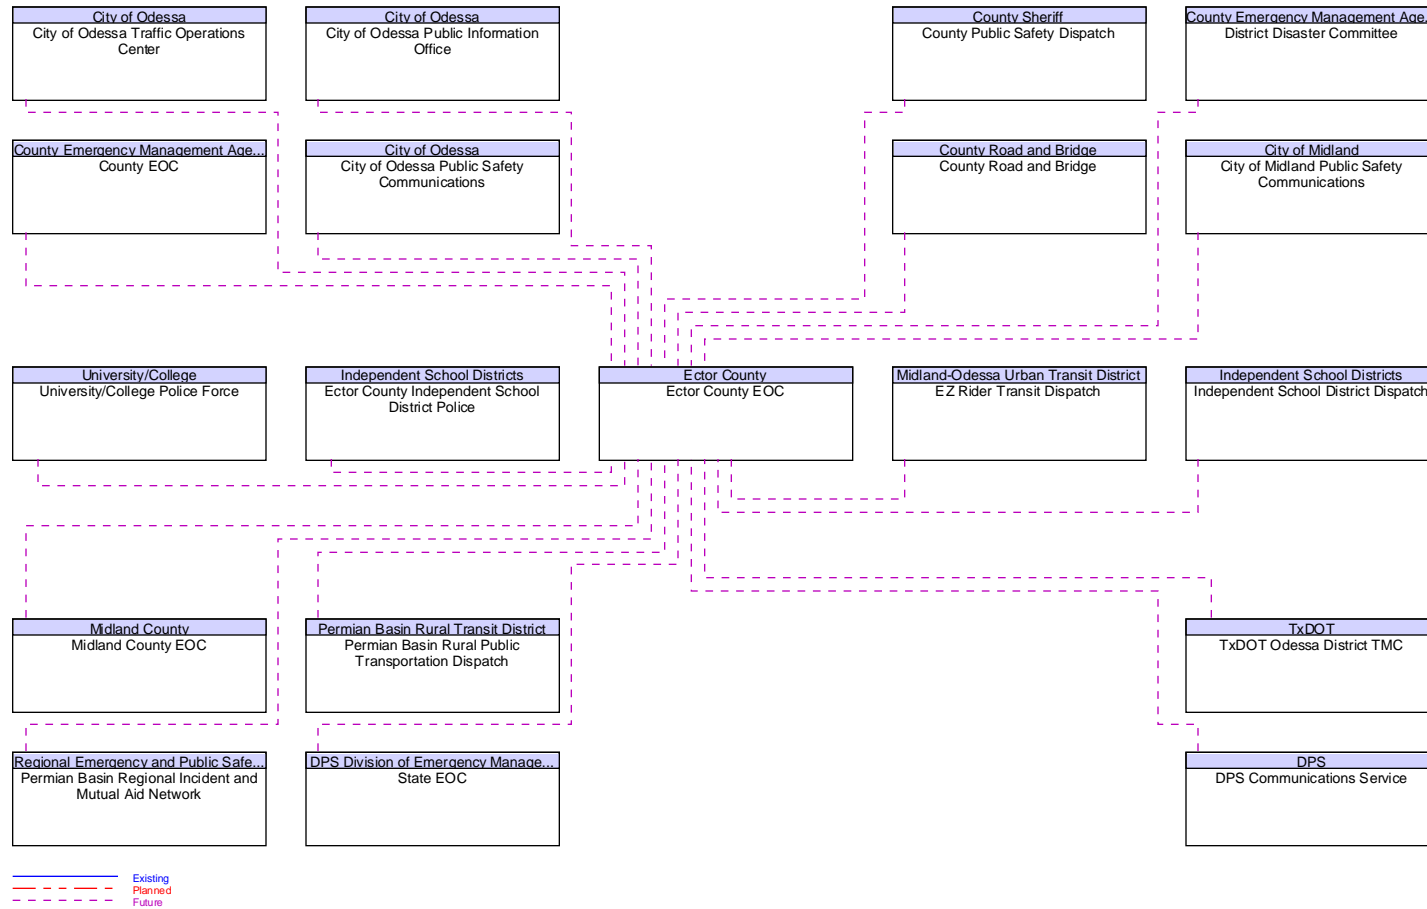 City of Odessa
City of Odessa Traffic Operations
Center
City of Odessa
City of Odessa Public Information
Office
County Sheriff
County Public Safety Dispatch
County Emergency Management Age...
District Disaster Committee
County Emergency Management Age...
County EOC
City of Odessa
City of Odessa Public Safety
Communications
County Road and Bridge
County Road and Bridge
City of Midland
City of Midland Public Safety
Communications
University/College
University/College Police Force
Independent School Districts
Ector County Independent School
District Police
Ector County
Ector County EOC
Midland-Odessa Urban Transit District
EZ Rider Transit Dispatch
Independent School Districts
Independent School District Dispatch
Midland County
Midland County EOC
Permian Basin Rural Transit District
Permian Basin Rural Public
Transportation Dispatch
TxDOT
TxDOT Odessa District TMC
Regional Emergency and Public Safe...
Permian Basin Regional Incident and
Mutual Aid Network
DPS Division of Emergency Manage...
State EOC
DPS
DPS Communications Service
Existing
Planned
Future